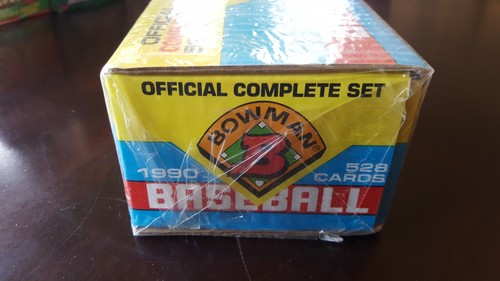 OFFICIAL COMPLETE SET
BOWMAN®
B
1990
528
CARDS
BASEBALL